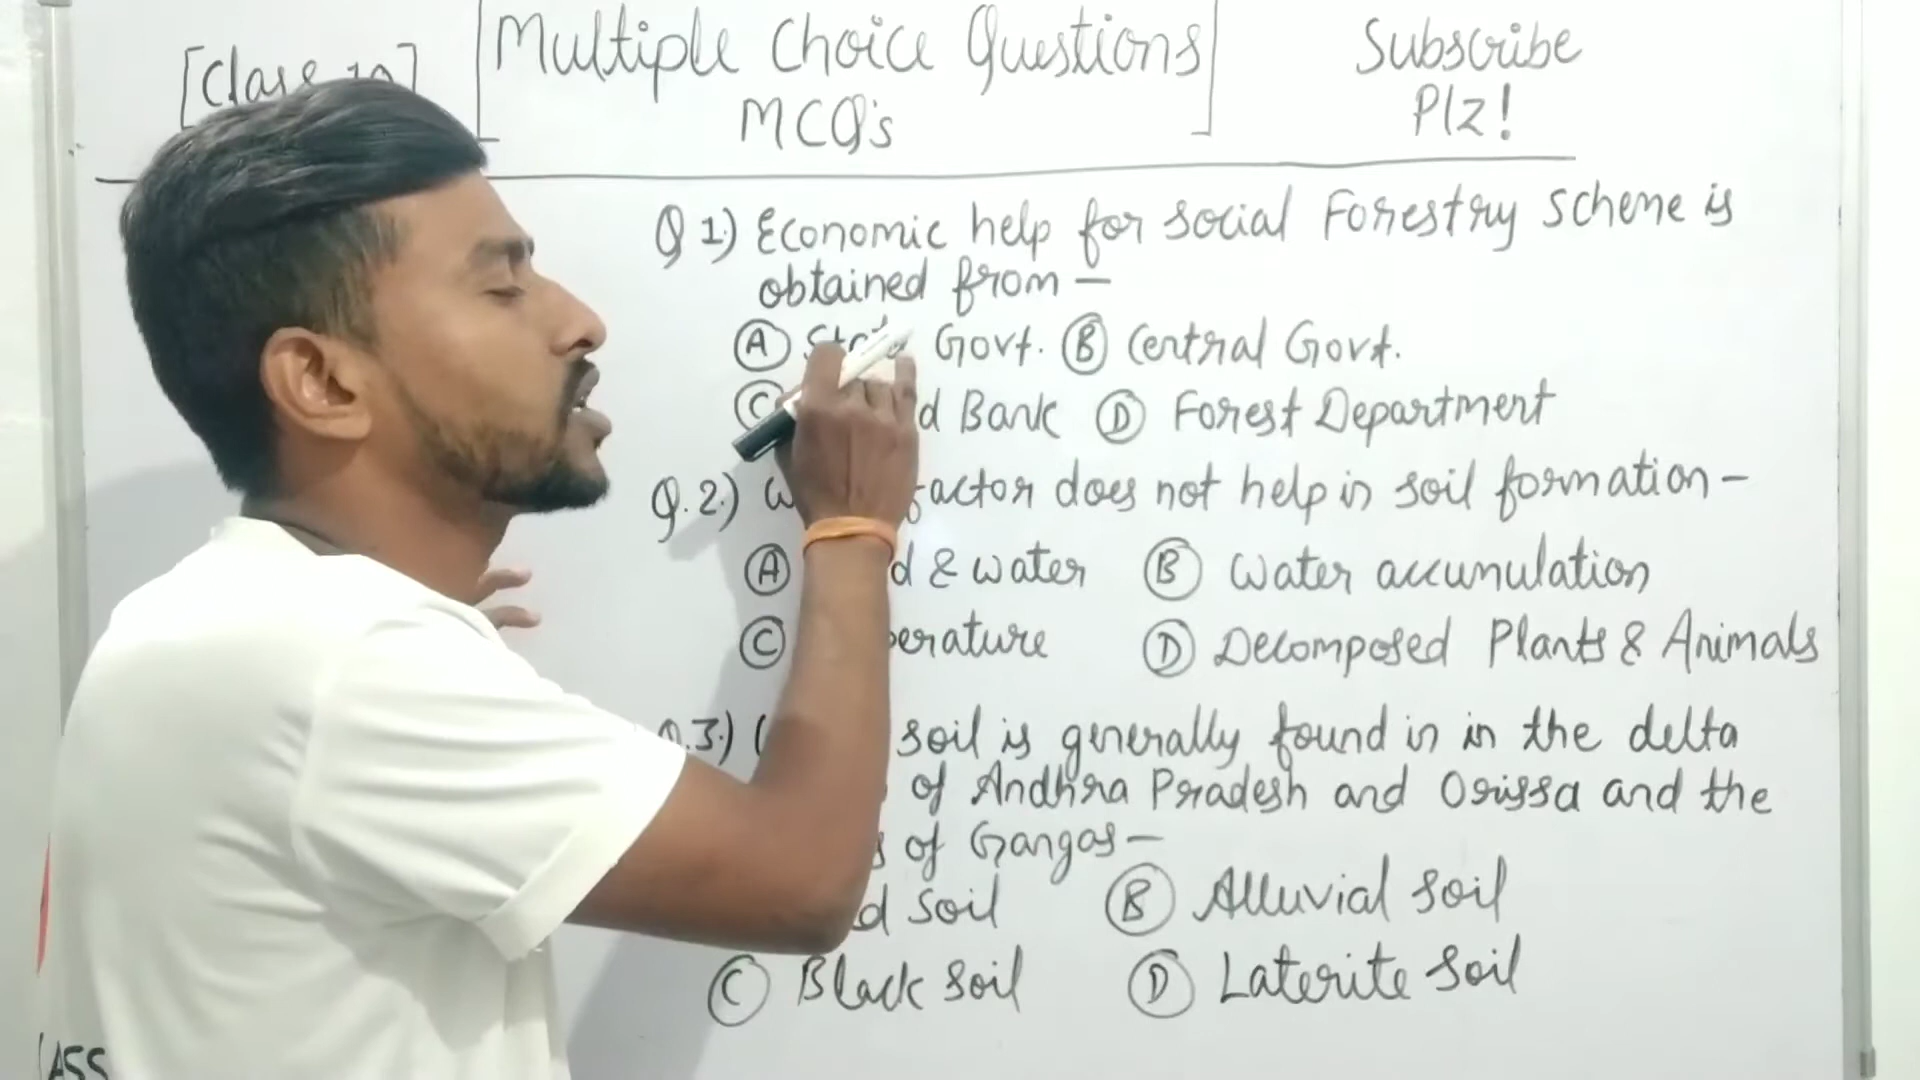 [Class 10] [Multiple Choice Questions] Subscribe
MCQ's Plz!
Q 1.) Economic help for social Forestry scheme is
obtained from —
(A) State Govt. (B) Central Govt.
(C) d Bank (D) Forest Department
Q.2.) factor does not help in soil formation -
(A) d & water (B) Water accumulation
(C) perature (D) Decomposed Plants & Animals
Q.3.) soil is generally found in in the delta
of Andhra Pradesh and Orissa and the
of Gangas —
d soil (B) Alluvial soil
(C) Black soil (D) Laterite soil
(ASS